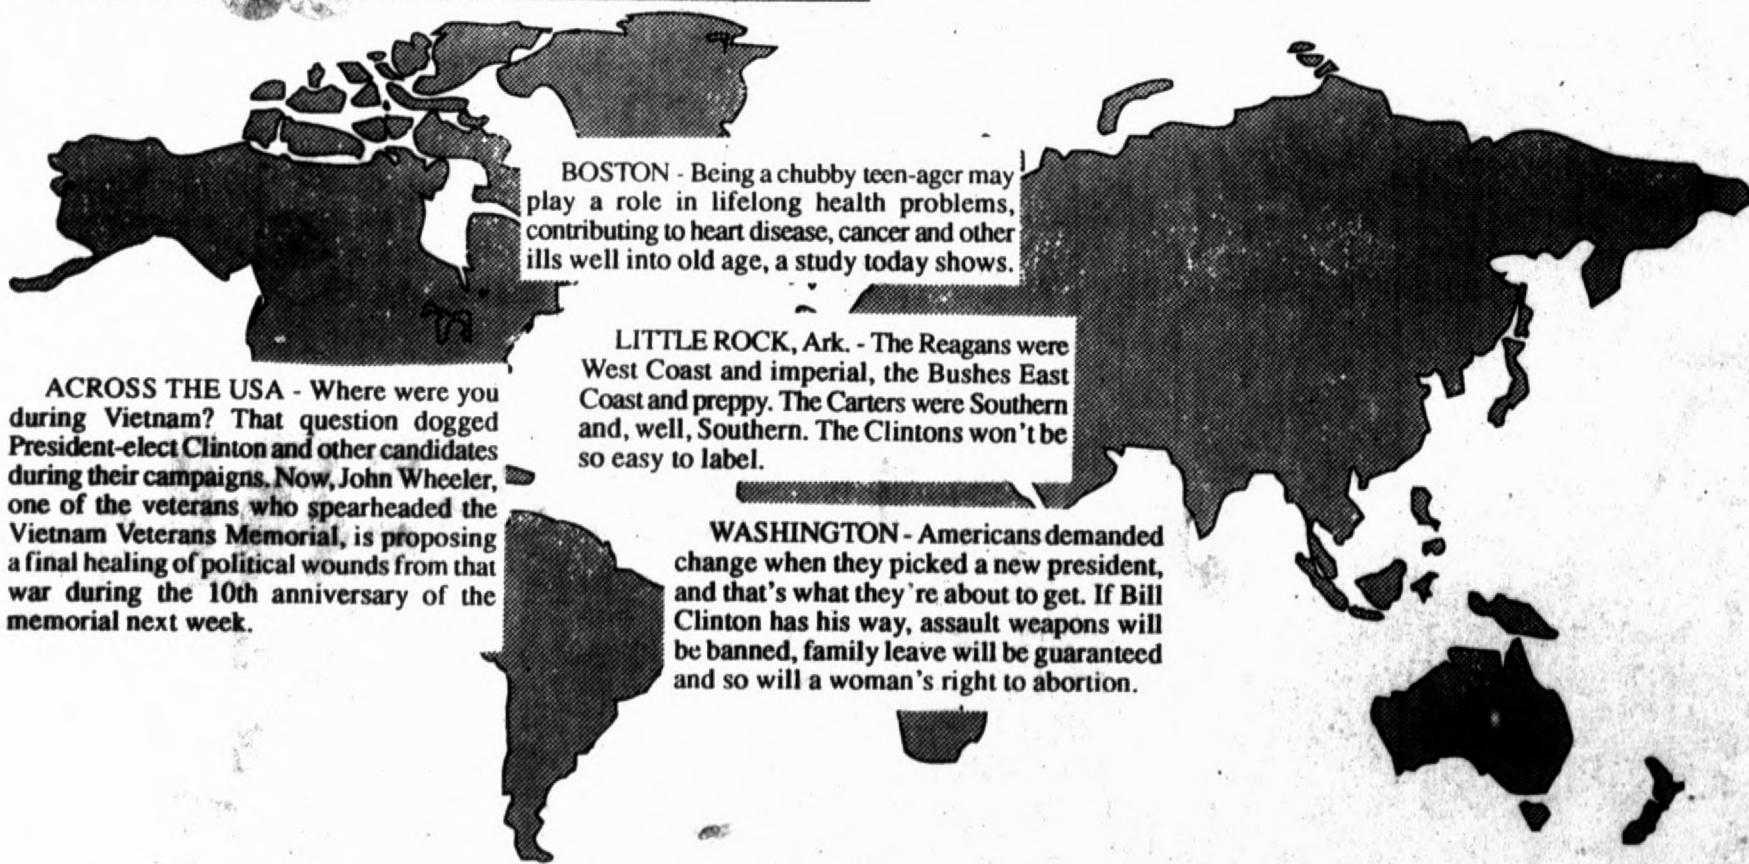 BOSTON - Being a chubby teen-ager may
play a role in lifelong health problems,
contributing to heart disease, cancer and other
ills well into old age, a study today shows.
LITTLE ROCK, Ark. - The Reagans were
West Coast and imperial, the Bushes East
Coast and preppy. The Carters were Southern
and, well, Southern. The Clintons won't be
so easy to label.
ACROSS THE USA - Where were you
during Vietnam? That question dogged
President-elect Clinton and other candidates
during their campaigns. Now, John Wheeler,
one of the veterans who spearheaded the
Vietnam Veterans Memorial, is proposing
a final healing of political wounds from that
war during the 10th anniversary of the
memorial next week.
WASHINGTON - Americans demanded
change when they picked a new president,
and that's what they're about to get. If Bill
Clinton has his way, assault weapons will
be banned, family leave will be guaranteed
and so will a woman's right to abortion.